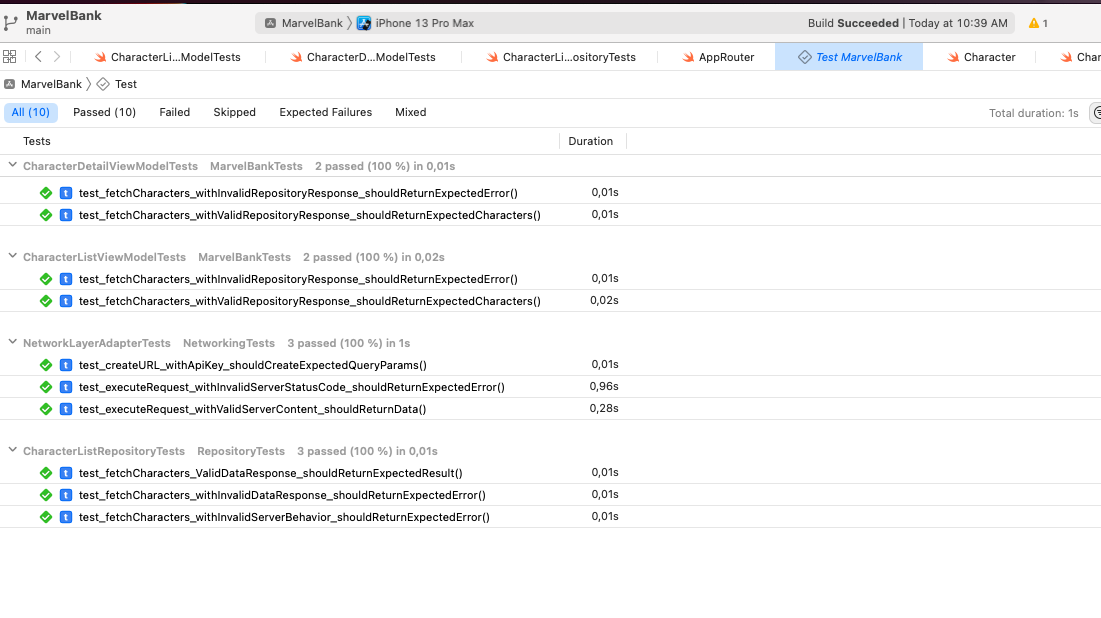 MarvelBank
main
MarvelBank iPhone 13 Pro Max
Build Succeeded | Today at 10:39 AM
1
CharacterLi...ModelTests CharacterD...ModelTests CharacterLi...ositoryTests AppRouter Test MarvelBank Character Char
MarvelBank Test
All (10) Passed (10) Failed Skipped Expected Failures Mixed Total duration: 1s
Tests Duration
CharacterDetailViewModelTests MarvelBankTests 2 passed (100 %) in 0,01s
t test_fetchCharacters_withInvalidRepositoryResponse_shouldReturnExpectedError() 0,01s
t test_fetchCharacters_withValidRepositoryResponse_shouldReturnExpectedCharacters() 0,01s
CharacterListViewModelTests MarvelBankTests 2 passed (100 %) in 0,02s
t test_fetchCharacters_withInvalidRepositoryResponse_shouldReturnExpectedError() 0,01s
t test_fetchCharacters_withValidRepositoryResponse_shouldReturnExpectedCharacters() 0,02s
NetworkLayerAdapterTests NetworkingTests 3 passed (100 %) in 1s
t test_createURL_withApiKey_shouldCreateExpectedQueryParams() 0,01s
t test_executeRequest_withInvalidServerStatusCode_shouldReturnExpectedError() 0,96s
t test_executeRequest_withValidServerContent_shouldReturnData() 0,28s
CharacterListRepositoryTests RepositoryTests 3 passed (100 %) in 0,01s
t test_fetchCharacters_ValidDataResponse_shouldReturnExpectedResult() 0,01s
t test_fetchCharacters_withInvalidDataResponse_shouldReturnExpectedError() 0,01s
t test_fetchCharacters_withInvalidServerBehavior_shouldReturnExpectedError() 0,01s